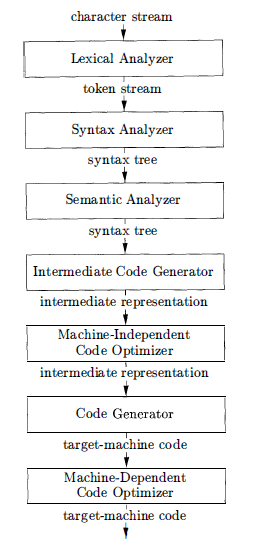 character stream
Lexical Analyzer
token stream
Syntax Analyzer
syntax tree
Semantic Analyzer
syntax tree
Intermediate Code Generator
intermediate representation
Machine-Independent
Code Optimizer
intermediate representation
Code Generator
target-machine code
Machine-Dependent
Code Optimizer
target-machine code